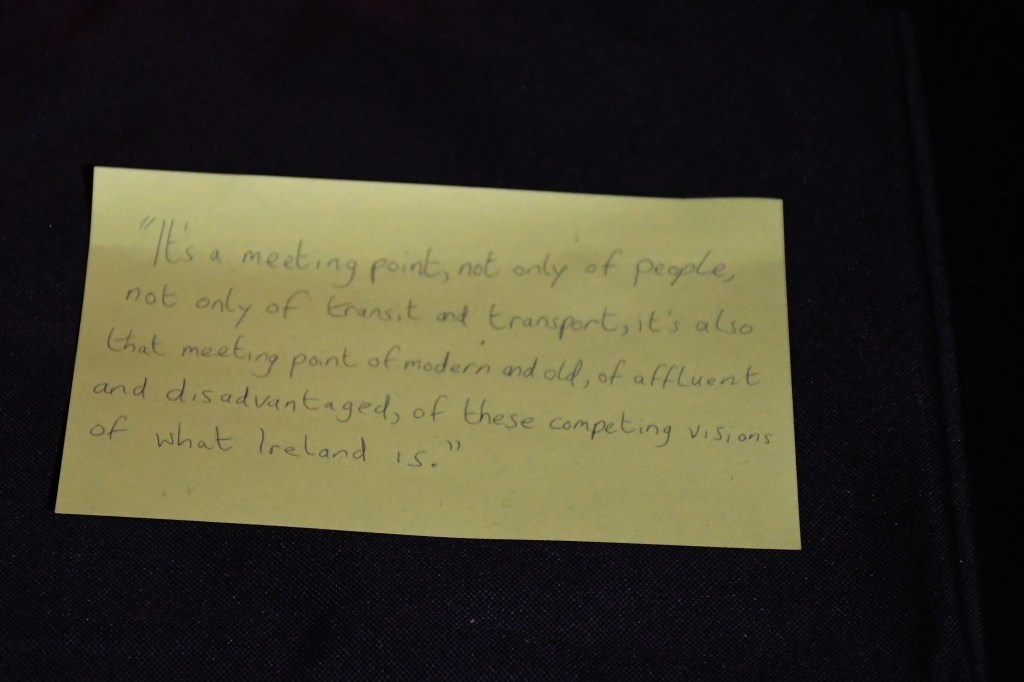 "It's a meeting point, not only of people,
not only of transit and transport, it's also
that meeting point of modern and old, of affluent
and disadvantaged, of these competing visions
of what Ireland is."